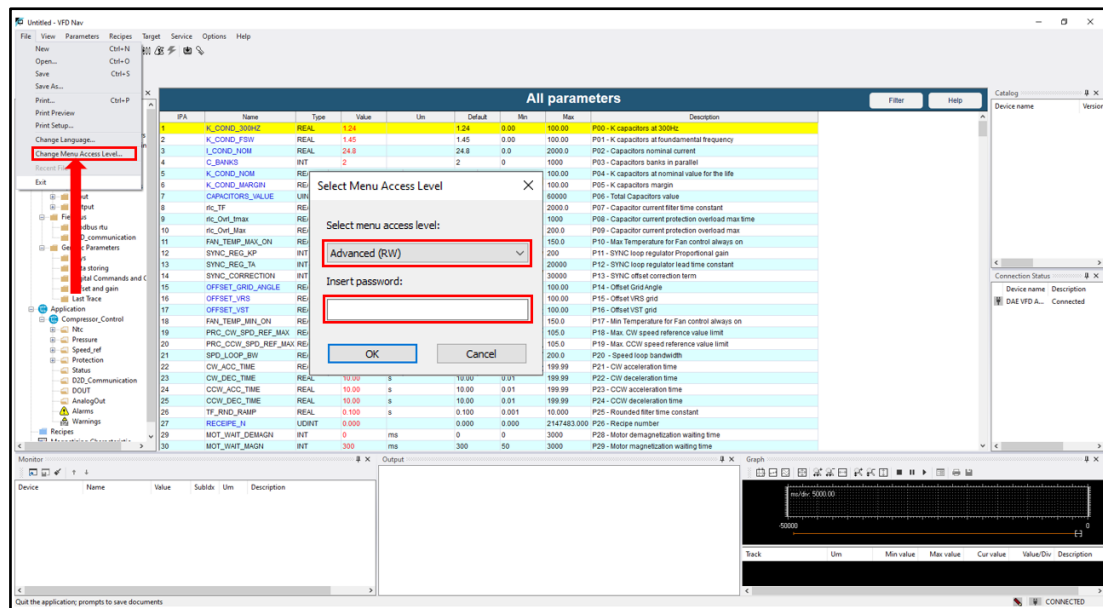 Untitled - VFD Nav
File View Parameters Recipes Target Service Options Help
New Ctrl+N
Open... Ctrl+O
Save Ctrl+S
Save As...
Print... Ctrl+P
Print Preview
Print Setup...
Change Language...
Change Menu Access Level...
Exit
Modbus rtu
Generic Parameters
Data storing
Digital Commands and C
Offset and gain
Last Trace
Application
Compressor_Control
Ntc
Pressure
Speed_ref
Protection
Status
D2D_Communication
DOUT
AnalogOut
Alarms
Warnings
Recipes
All parameters
Filter Help
IPA Name Type Value Um Default Min Max Description
1 K_COND_300HZ REAL 1.24 1.24 0.00 100.00 P00 - K capacitors at 300Hz
2 K_COND_FSW REAL 1.45 1.45 0.00 100.00 P01 - K capacitors at foundamental frequency
3 I_COND_NOM REAL 24.8 24.8 0.0 2000.0 P02 - Capacitors nominal current
4 C_BANKS INT 2 2 0 1000 P03 - Capacitors banks in parallel
5 K_COND_NOM 100.00 P04 - K capacitors at nominal value for the life
6 K_COND_MARGIN 100.00 P05 - K capacitors margin
7 CAPACITORS_VALUE 60000 P06 - Total Capacitors value
8 rlc_TF 2000.0 P07 - Capacitor current filter time constant
9 rlc_Ovrl_tmax 1000 P08 - Capacitor current protection overload max time
10 rlc_Ovrl_Max 200.0 P09 - Capacitor current protection overload max
11 FAN_TEMP_MAX_ON 150.0 P10 - Max Temperature for Fan control always on
12 SYNC_REG_KP INT 200 P11 - SYNC loop regulator Proportional gain
13 SYNC_REG_TA INT 20000 P12 - SYNC loop regulator lead time constant
14 SYNC_CORRECTION INT 30000 P13 - SYNC offset correction term
15 OFFSET_GRID_ANGLE 100.00 P14 - Offset Grid Angle
16 OFFSET_VRS 100.00 P15 - Offset VRS grid
17 OFFSET_VST 100.00 P16 - Offset VST grid
18 FAN_TEMP_MIN_ON 150.0 P17 - Min Temperature for Fan control always on
19 PRC_CW_SPD_REF_MAX 105.0 P18 - Max. CW speed reference value limit
20 PRC_CCW_SPD_REF_MAX 105.0 P19 - Max. CCW speed reference value limit
21 SPD_LOOP_BW 200.0 P20 - Speed loop bandwidth
22 CW_ACC_TIME 199.99 P21 - CW acceleration time
23 CW_DEC_TIME REAL 10.00 s 10.00 0.01 199.99 P22 - CW deceleration time
24 CCW_ACC_TIME REAL 10.00 s 10.00 0.01 199.99 P23 - CCW acceleration time
25 CCW_DEC_TIME REAL 10.00 s 10.00 0.01 199.99 P24 - CCW deceleration time
26 TF_RND_RAMP REAL 0.100 s 0.100 0.001 10.000 P25 - Rounded filter time constant
27 RECEIPE_N UDINT 0.000 0.000 0.000 2147483.000 P26 - Recipe number
29 MOT_WAIT_DEMAGN INT 0 ms 0 0 3000 P28 - Motor demagnetization waiting time
30 MOT_WAIT_MAGN INT 300 ms 300 50 3000 P29 - Motor magnetization waiting time
Select Menu Access Level
Select menu access level:
Advanced (RW)
Insert password:
OK Cancel
Catalog
Device name Version
Connection Status
Device name Description
DAE VFD A... Connected
Monitor
Device Name Value SubIdx Um Description
Output
Graph
ms/div: 5000.00
-50000 0
Track Um Min value Max value Cur value Value/Div Description
Quit the application; prompts to save documents
CONNECTED